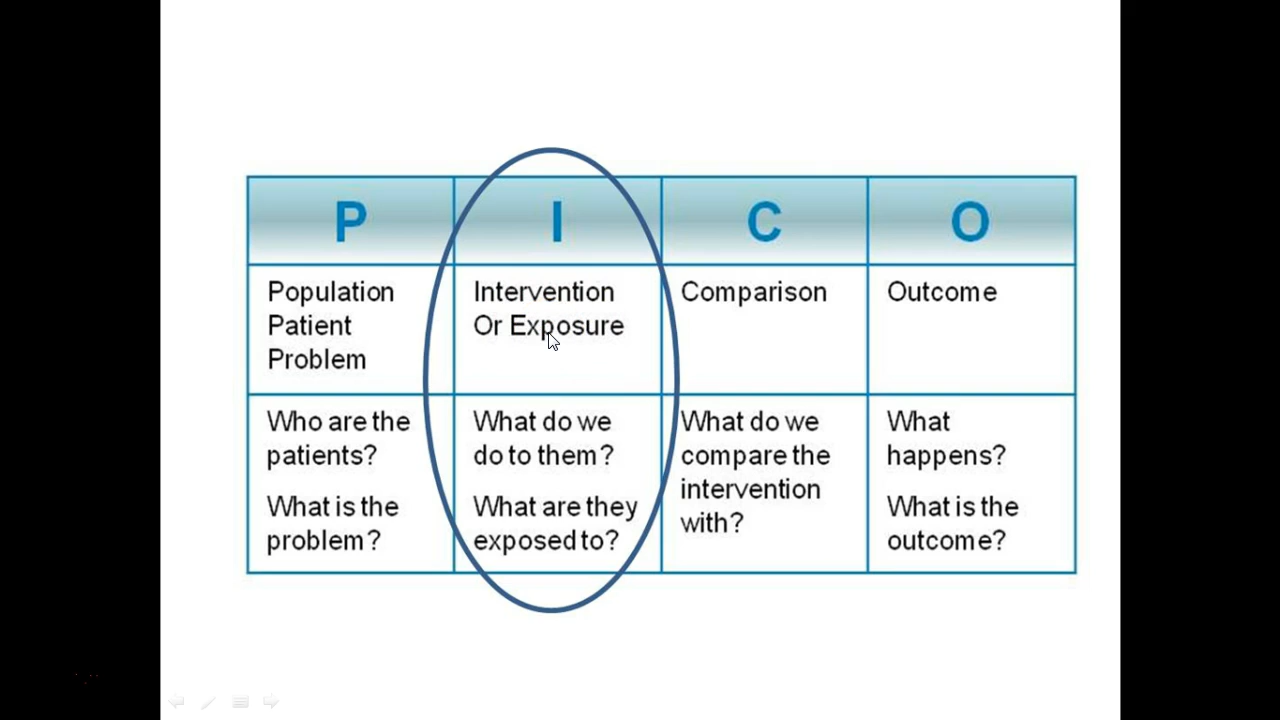 P
I
C
O
Population
Patient
Problem
Intervention
Or Exposure
Comparison
Outcome
Who are the
patients?
What is the
problem?
What do we
do to them?
What are they
exposed to?
What do we
compare the
intervention
with?
What
happens?
What is the
outcome?